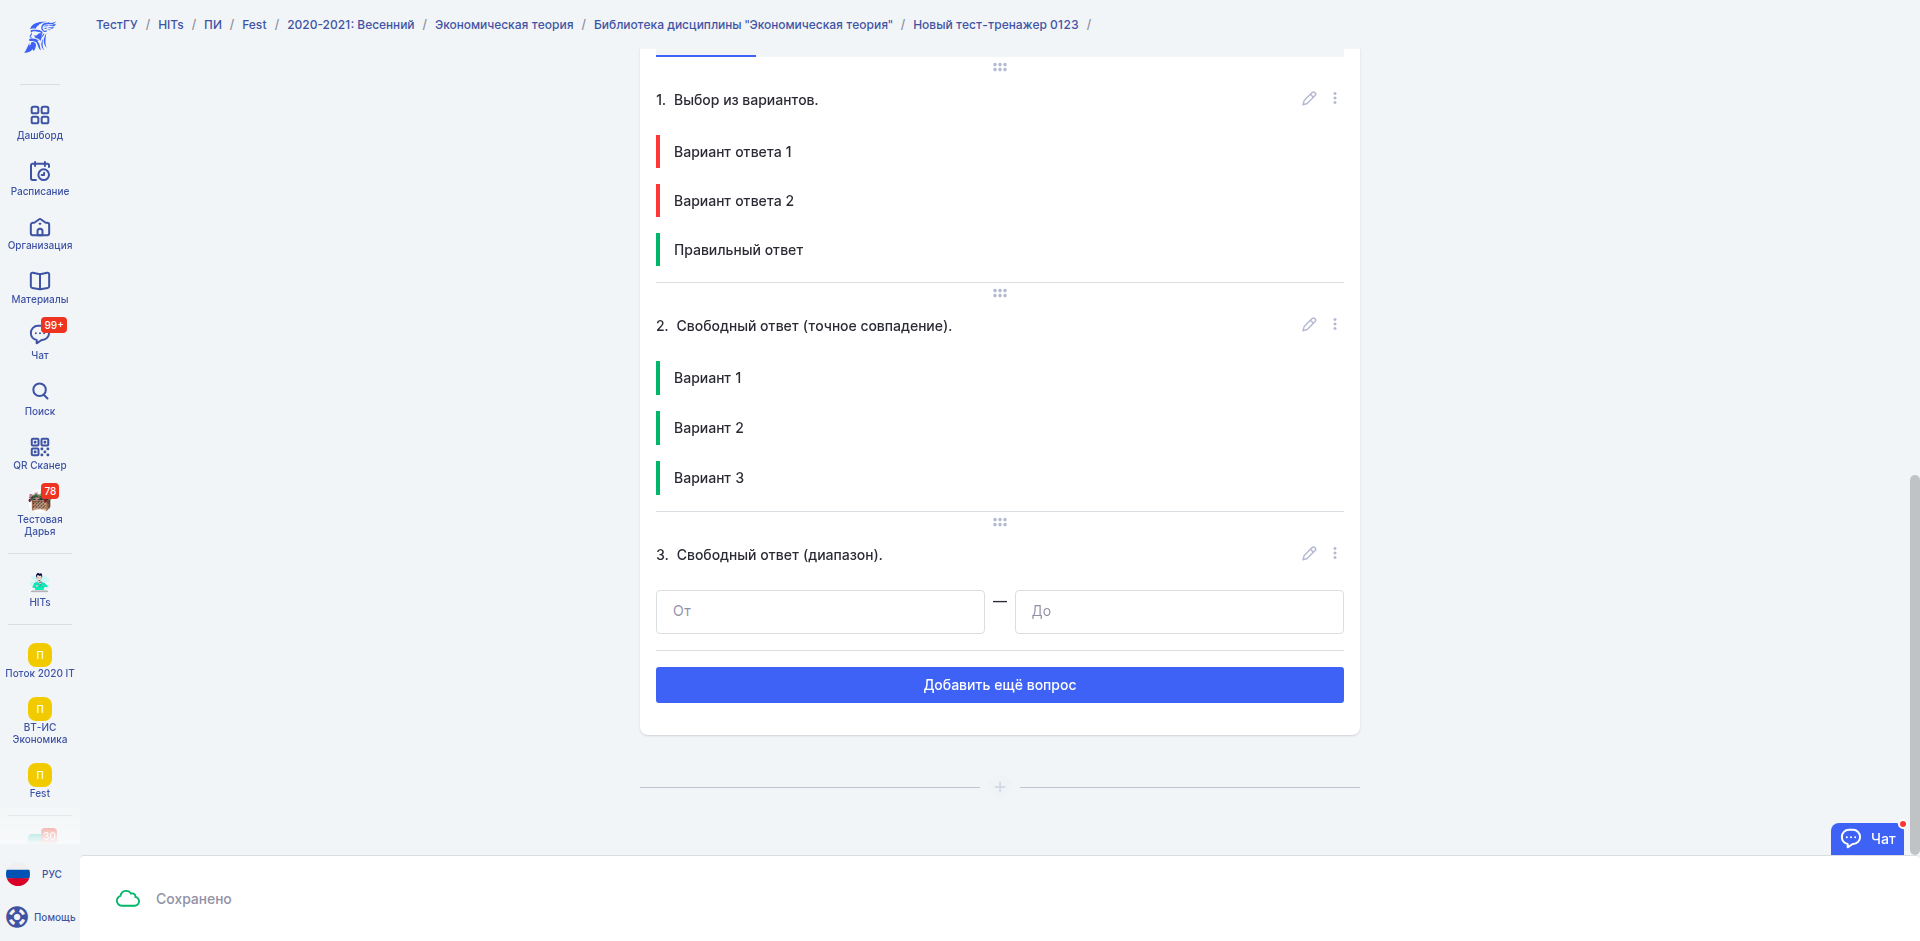 ТестГУ / HITs / ПИ / Fest / 2020-2021: Весенний / Экономическая теория / Библиотека дисциплины "Экономическая теория" / Новый тест-тренажер 0123 /
Дашборд
Расписание
Организация
Материалы
99+
Чат
Поиск
QR Сканер
78
Тестовая
Дарья
HITs
П
Поток 2020 IT
П
ВТ-ИС
Экономика
П
Fest
30
РУС
Помощь
1. Выбор из вариантов.
Вариант ответа 1
Вариант ответа 2
Правильный ответ
2. Свободный ответ (точное совпадение).
Вариант 1
Вариант 2
Вариант 3
3. Свободный ответ (диапазон).
От — До
Добавить ещё вопрос
Чат
Сохранено